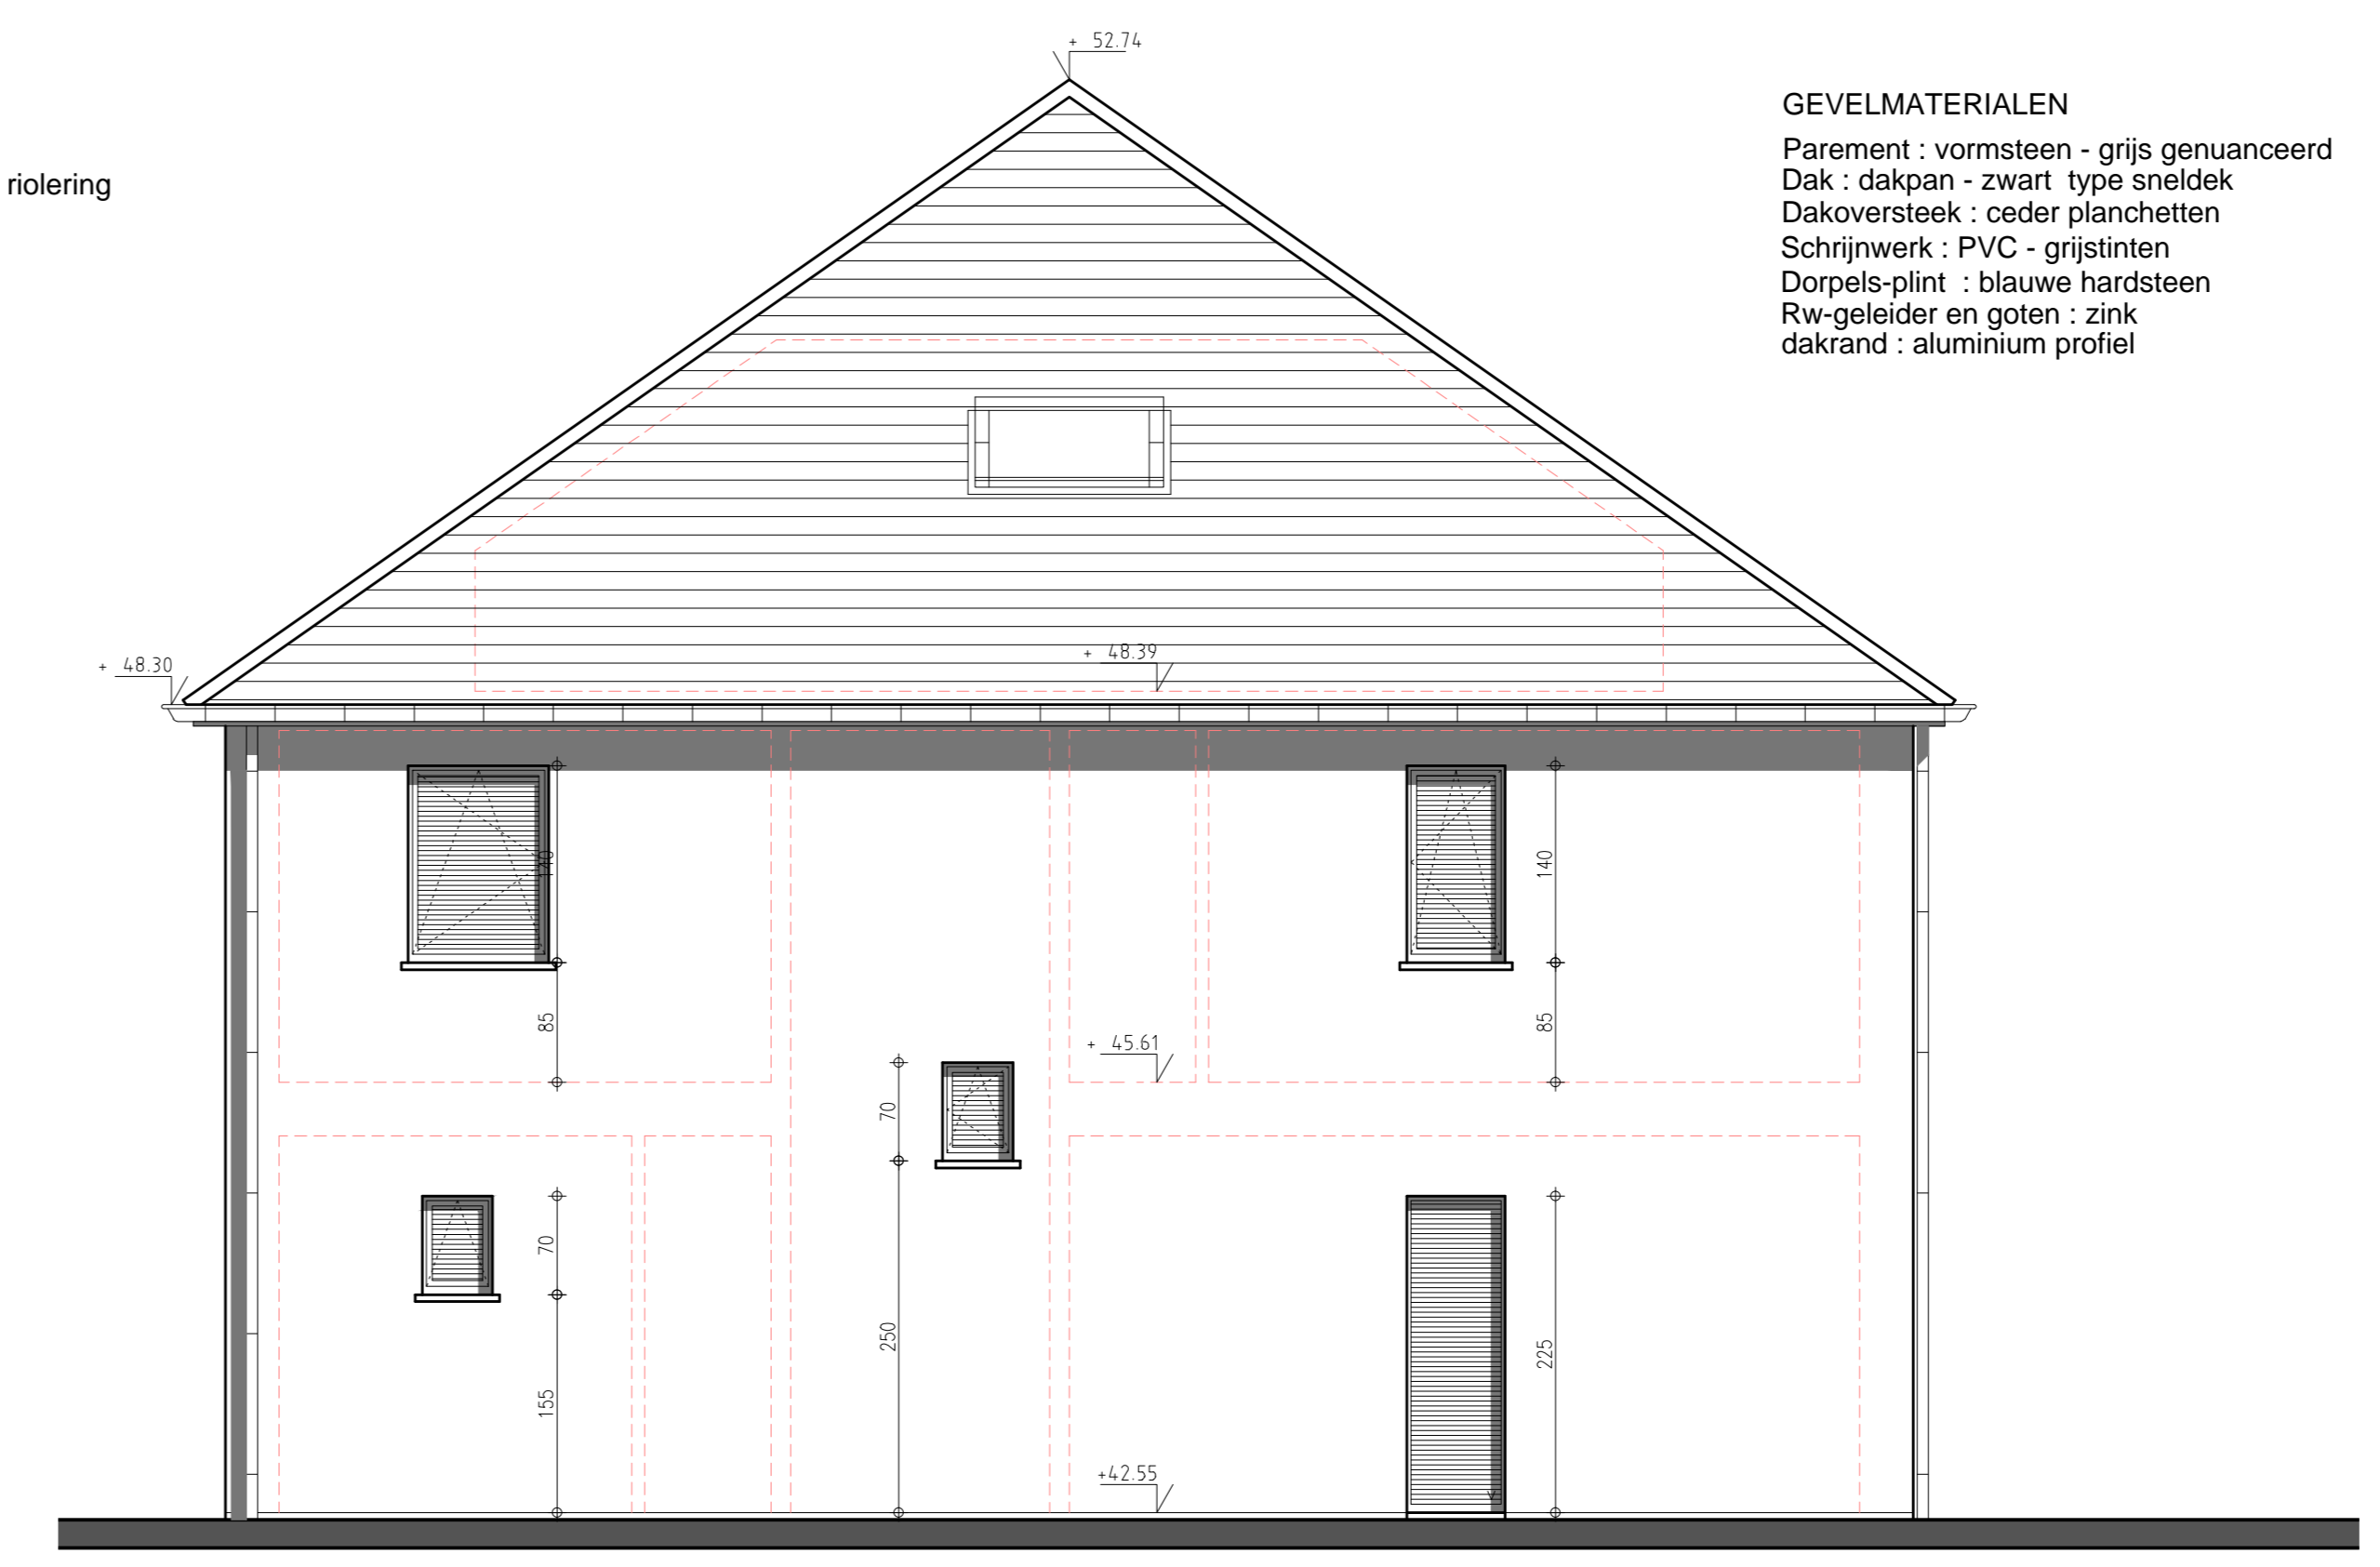 + 52.74
GEVELMATERIALEN
Parement : vormsteen - grijs genuanceerd
Dak : dakpan - zwart type sneldek
Dakoversteek : ceder planchetten
Schrijnwerk : PVC - grijstinten
Dorpels-plint : blauwe hardsteen
Rw-geleider en goten : zink
dakrand : aluminium profiel
riolering
+ 48.30
+ 48.39
140
140
85
85
+ 45.61
70
70
250
225
155
+42.55